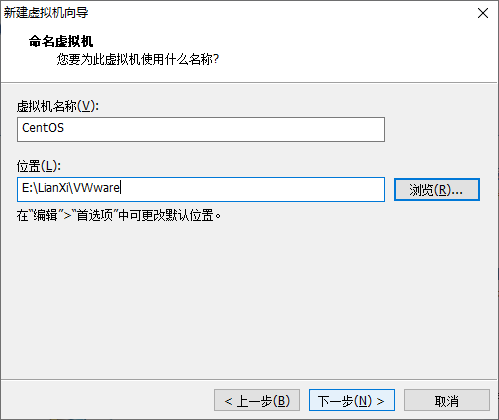 新建虚拟机向导
命名虚拟机
您要为此虚拟机使用什么名称?
虚拟机名称(V):
CentOS
位置(L):
E:\LianXi\VWware
浏览(R)...
在“编辑”>“首选项”中可更改默认位置。
< 上一步(B)
下一步(N) >
取消